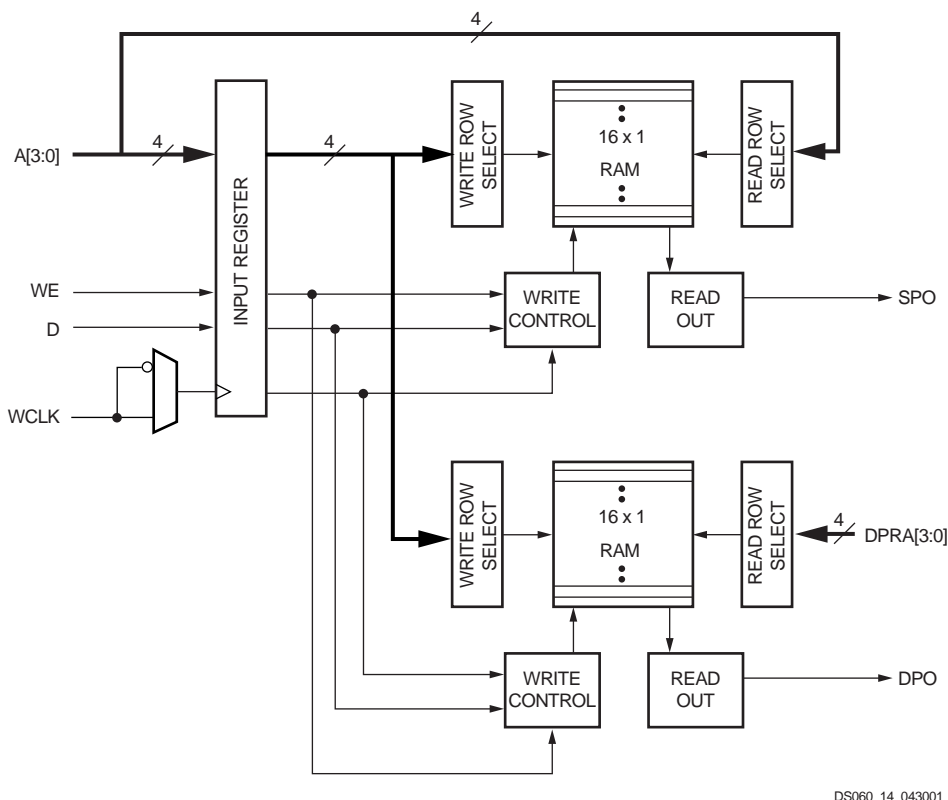 4
A[3:0]
4
INPUT REGISTER
4
WRITE ROW
SELECT
16 x 1
RAM
READ ROW
SELECT
WE
D
WCLK
WRITE
CONTROL
READ
OUT
SPO
WRITE ROW
SELECT
16 x 1
RAM
READ ROW
SELECT
4
DPRA[3:0]
WRITE
CONTROL
READ
OUT
DPO
DS060_14_043001